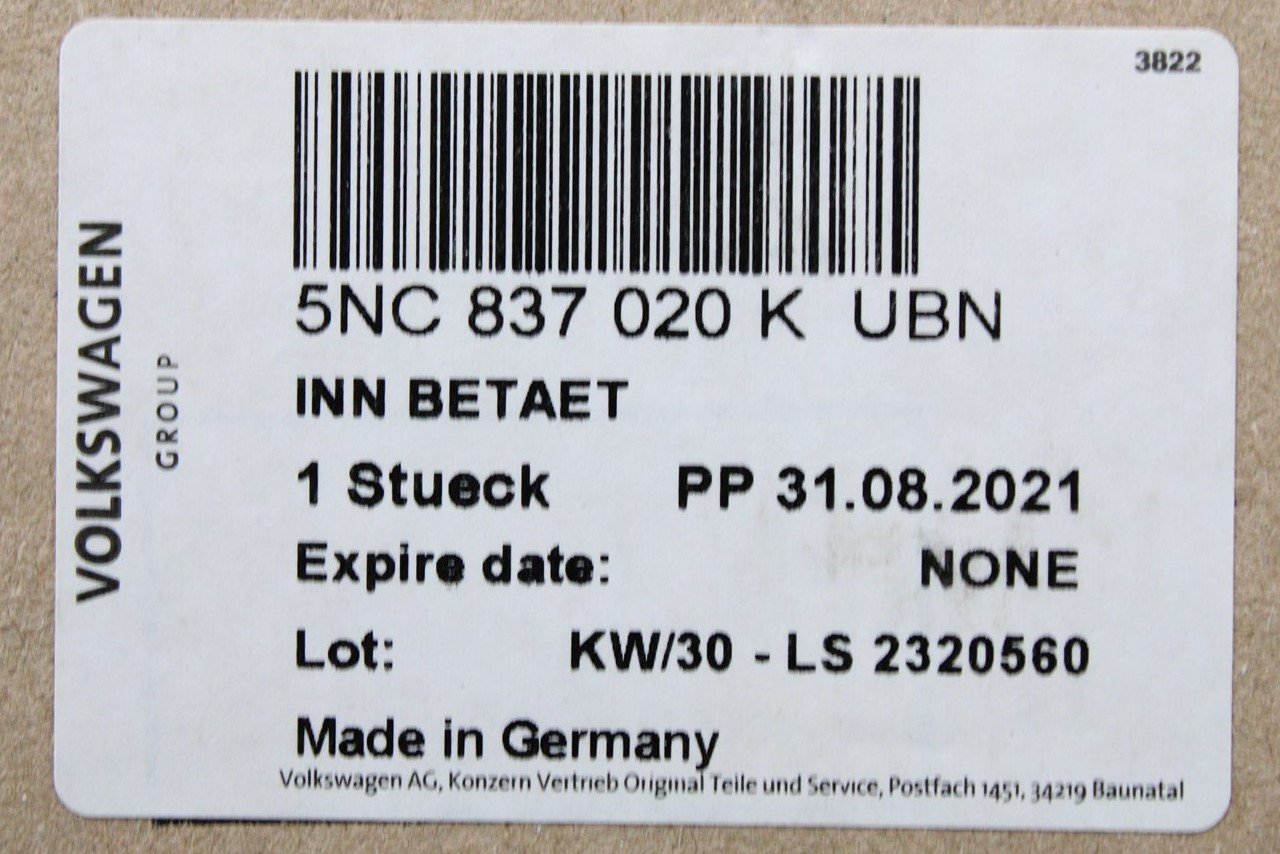 3822
VOLKSWAGEN
GROUP
5NC 837 020 K UBN
INN BETAET
1 Stueck PP 31.08.2021
Expire date: NONE
Lot: KW/30 - LS 2320560
Made in Germany
Volkswagen AG, Konzern Vertrieb Original Teile und Service, Postfach 1451, 34219 Baunatal